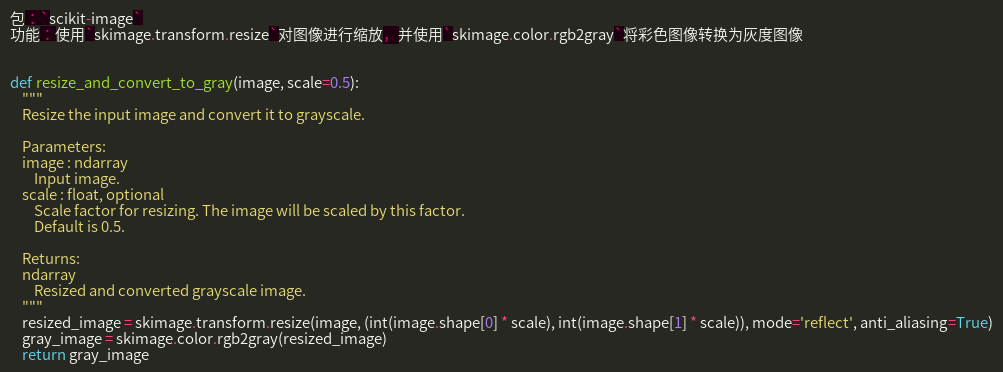 包：`scikit-image`
功能：使用`skimage.transform.resize`对图像进行缩放，并使用`skimage.color.rgb2gray`将彩色图像转换为灰度图像
def resize_and_convert_to_gray(image, scale=0.5):
"""
Resize the input image and convert it to grayscale.
Parameters:
image : ndarray
Input image.
scale : float, optional
Scale factor for resizing. The image will be scaled by this factor.
Default is 0.5.
Returns:
ndarray
Resized and converted grayscale image.
"""
resized_image = skimage.transform.resize(image, (int(image.shape[0] * scale), int(image.shape[1] * scale)), mode='reflect', anti_aliasing=True)
gray_image = skimage.color.rgb2gray(resized_image)
return gray_image